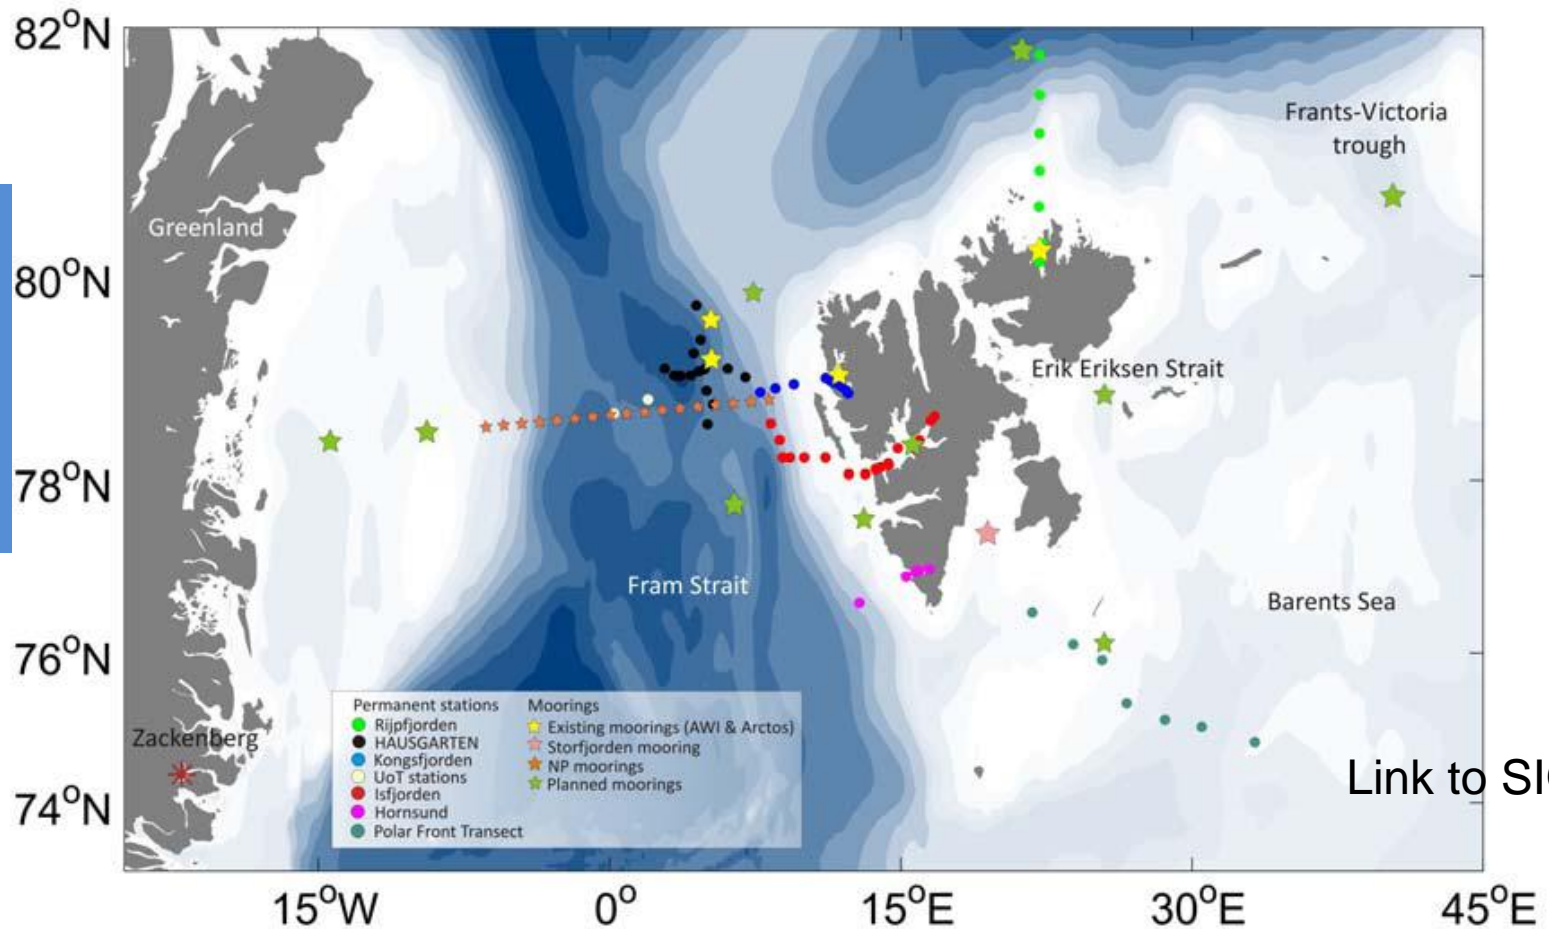 82°N
80°N
78°N
76°N
74°N
Greenland
Frants-Victoria
trough
Erik Eriksen Strait
Fram Strait
Barents Sea
Zackenberg
Permanent stations
Rijpfjorden
HAUSGARTEN
Kongsfjorden
UoT stations
Isfjorden
Hornsund
Polar Front Transect
Moorings
Existing moorings (AWI & Arctos)
Storfjorden mooring
NP moorings
Planned moorings
Link to
15°W
0°
15°E
30°E
45°E